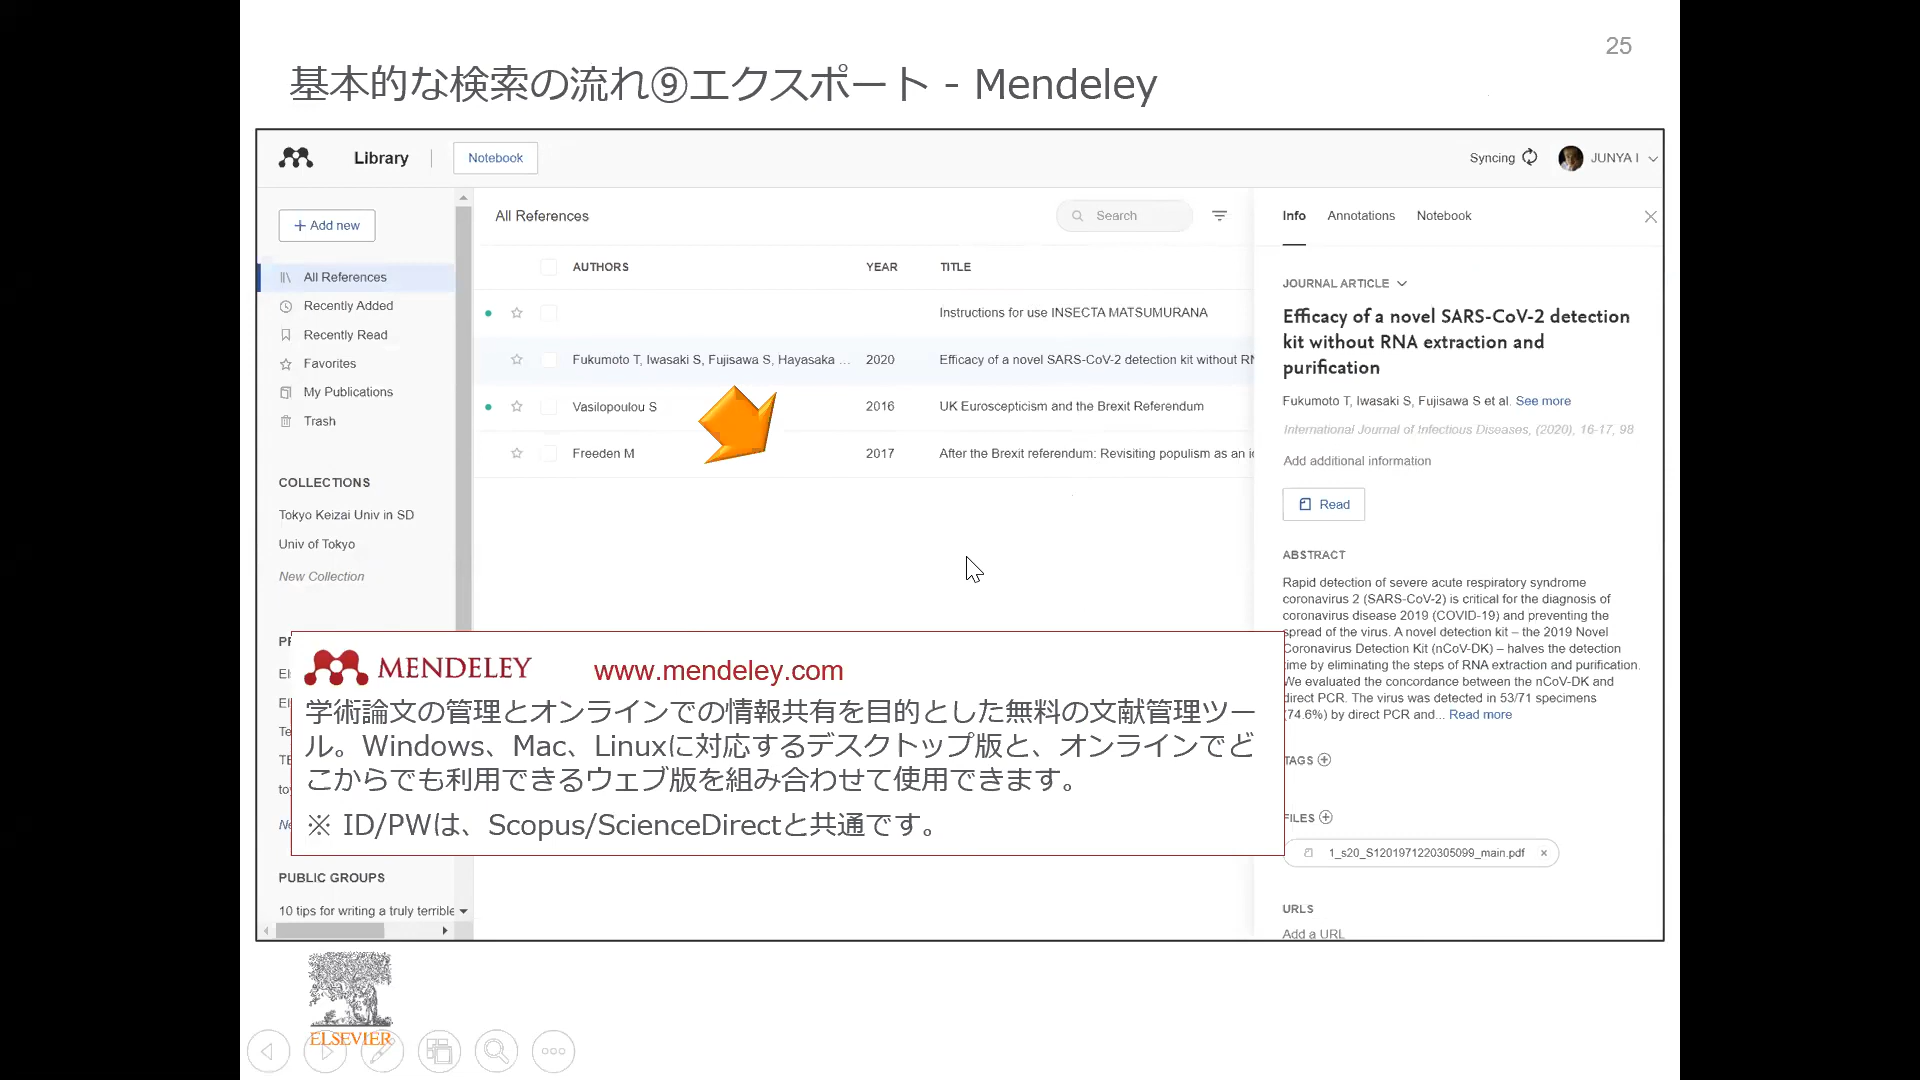 25
基本的な検索の流れ⑨エクスポート - Mendeley
Library
Notebook
Syncing
JUNYA I
+ Add new
All References
Recently Added
Recently Read
Favorites
My Publications
Trash
COLLECTIONS
Tokyo Keizai Univ in SD
Univ of Tokyo
New Collection
All References
Search
AUTHORS YEAR TITLE
Instructions for use INSECTA MATSUMURANA
Fukumoto T, Iwasaki S, Fujisawa S, Hayasaka ... 2020 Efficacy of a novel SARS-CoV-2 detection kit without RN
Vasilopoulou S 2016 UK Euroscepticism and the Brexit Referendum
Freeden M 2017 After the Brexit referendum: Revisiting populism as an
Info Annotations Notebook
JOURNAL ARTICLE
Efficacy of a novel SARS-CoV-2 detection
kit without RNA extraction and
purification
Fukumoto T, Iwasaki S, Fujisawa S et al. See more
International Journal of Infectious Diseases, (2020), 16-17, 98
Add additional information
Read
ABSTRACT
Rapid detection of severe acute respiratory syndrome
coronavirus 2 (SARS-CoV-2) is critical for the diagnosis of
coronavirus disease 2019 (COVID-19) and preventing the
spread of the virus. A novel detection kit – the 2019 Novel
Coronavirus Detection Kit (nCoV-DK) – halves the detection
time by eliminating the steps of RNA extraction and purification.
We evaluated the concordance between the nCoV-DK and
direct PCR. The virus was detected in 53/71 specimens
(74.6%) by direct PCR and... Read more
TAGS
FILES
1_s20_S1201971220305099_main.pdf
URLS
Add a URL
MENDELEY www.mendeley.com
学術論文の管理とオンラインでの情報共有を目的とした無料の文献管理ツー
ル。Windows、Mac、Linuxに対応するデスクトップ版と、オンラインでど
こからでも利用できるウェブ版を組み合わせて使用できます。
※ ID/PWは、Scopus/ScienceDirectと共通です。
PUBLIC GROUPS
10 tips for writing a truly terrible
ELSEVIER